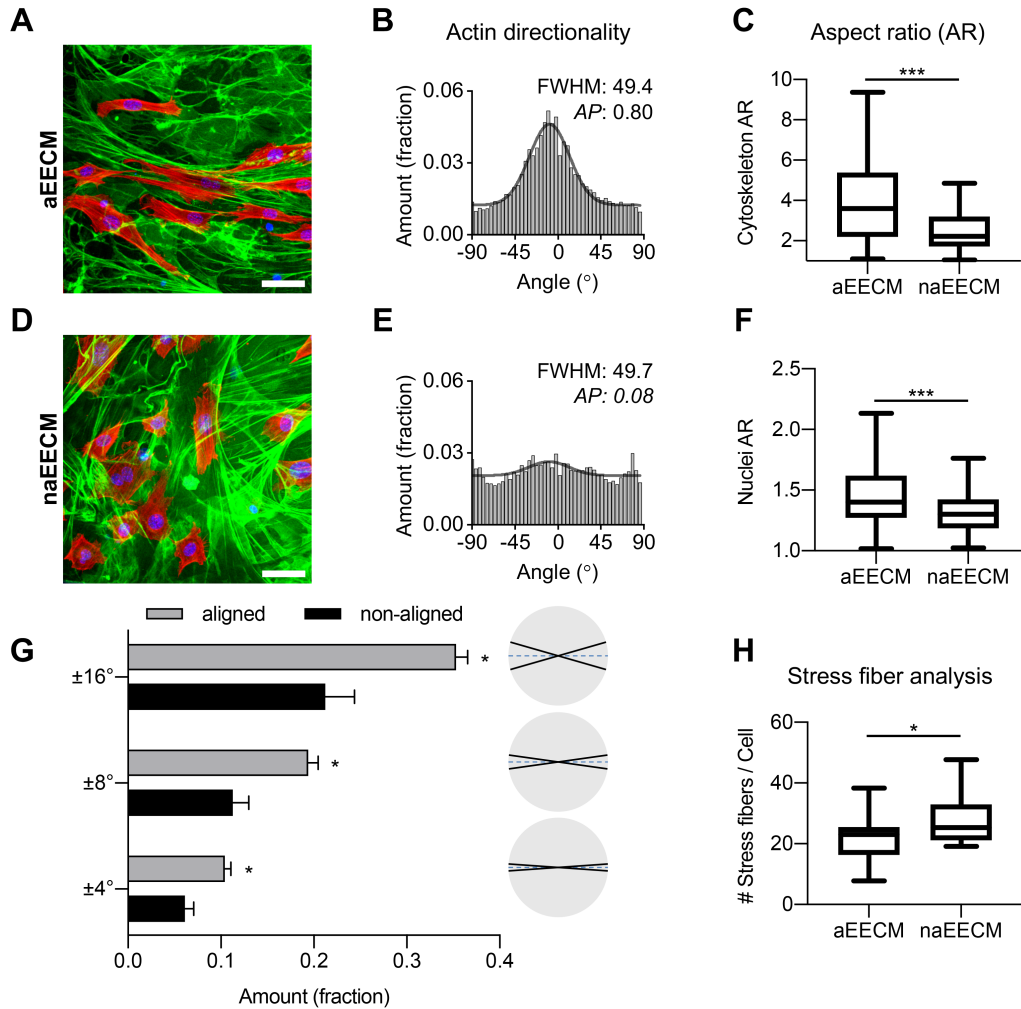 A
aEECM
B
Actin directionality
FWHM: 49.4
AP: 0.80
Amount (fraction)
0.06
0.03
0.00
-90 -45 0 45 90
Angle (°)
C
Aspect ratio (AR)
***
Cytoskeleton AR
10
8
6
4
2
aEECM naEECM
D
naEECM
E
FWHM: 49.7
AP: 0.08
Amount (fraction)
0.06
0.03
0.00
-90 -45 0 45 90
Angle (°)
F
***
Nuclei AR
2.5
2.0
1.5
1.0
aEECM naEECM
G
aligned non-aligned
±16°
*
±8°
*
±4°
*
0.0 0.1 0.2 0.3 0.4
Amount (fraction)
H
Stress fiber analysis
*
# Stress fibers / Cell
60
40
20
0
aEECM naEECM